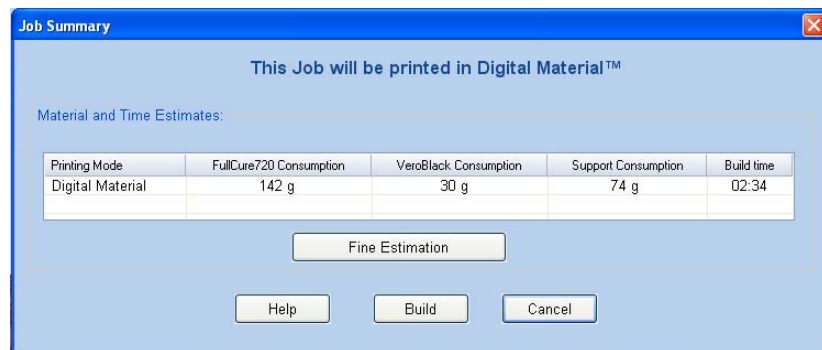 Job Summary
This Job will be printed in Digital Material™
Material and Time Estimates:
Printing Mode FullCure720 Consumption VeroBlack Consumption Support Consumption Build time
Digital Material 142 g 30 g 74 g 02:34
Fine Estimation
Help Build Cancel